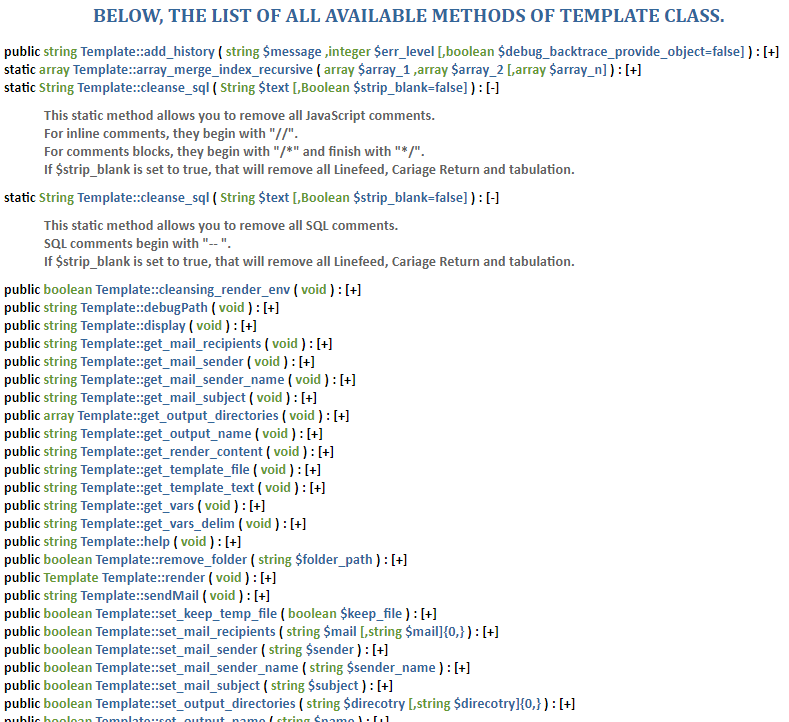 BELOW, THE LIST OF ALL AVAILABLE METHODS OF TEMPLATE CLASS.
public string Template::add_history ( string $message ,integer $err_level [,boolean $debug_backtrace_provide_object=false] ) : [+]
static array Template::array_merge_index_recursive ( array $array_1 ,array $array_2 [,array $array_n] ) : [+]
static String Template::cleanse_sql ( String $text [,Boolean $strip_blank=false] ) : [-]
This static method allows you to remove all JavaScript comments.
For inline comments, they begin with "//".
For comments blocks, they begin with "/*" and finish with "*/".
If $strip_blank is set to true, that will remove all Linefeed, Cariage Return and tabulation.
static String Template::cleanse_sql ( String $text [,Boolean $strip_blank=false] ) : [-]
This static method allows you to remove all SQL comments.
SQL comments begin with "-- ".
If $strip_blank is set to true, that will remove all Linefeed, Cariage Return and tabulation.
public boolean Template::cleansing_render_env ( void ) : [+]
public string Template::debugPath ( void ) : [+]
public string Template::display ( void ) : [+]
public string Template::get_mail_recipients ( void ) : [+]
public string Template::get_mail_sender ( void ) : [+]
public string Template::get_mail_sender_name ( void ) : [+]
public string Template::get_mail_subject ( void ) : [+]
public array Template::get_output_directories ( void ) : [+]
public string Template::get_output_name ( void ) : [+]
public string Template::get_render_content ( void ) : [+]
public string Template::get_template_file ( void ) : [+]
public string Template::get_template_text ( void ) : [+]
public string Template::get_vars ( void ) : [+]
public string Template::get_vars_delim ( void ) : [+]
public string Template::help ( void ) : [+]
public boolean Template::remove_folder ( string $folder_path ) : [+]
public Template Template::render ( void ) : [+]
public string Template::sendMail ( void ) : [+]
public boolean Template::set_keep_temp_file ( boolean $keep_file ) : [+]
public boolean Template::set_mail_recipients ( string $mail [,string $mail]{0,} ) : [+]
public boolean Template::set_mail_sender ( string $sender ) : [+]
public boolean Template::set_mail_sender_name ( string $sender_name ) : [+]
public boolean Template::set_mail_subject ( string $subject ) : [+]
public boolean Template::set_output_directories ( string $direcotry [,string $direcotry]{0,} ) : [+]
public boolean Template::set_output_name ( string $name ) : [+]